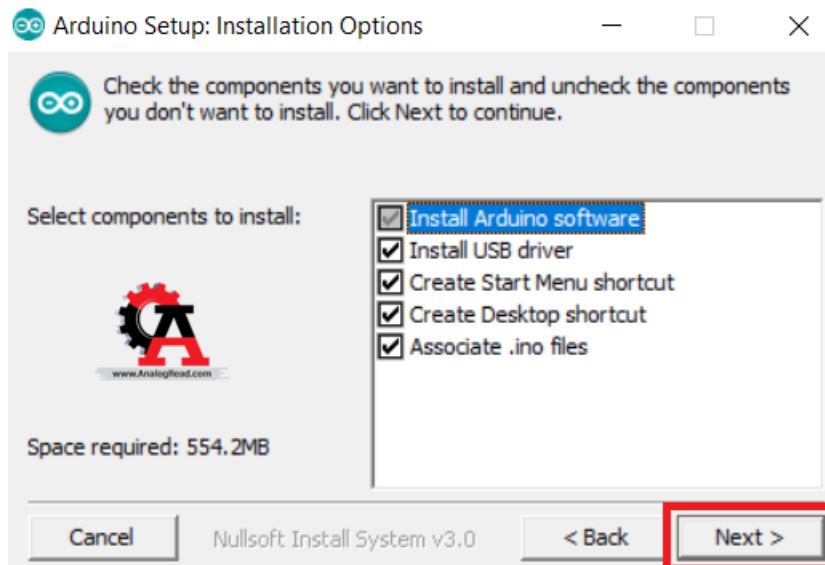 Arduino Setup: Installation Options
Check the components you want to install and uncheck the components
you don't want to install. Click Next to continue.
Select components to install:
Install Arduino software
Install USB driver
Create Start Menu shortcut
Create Desktop shortcut
Associate .ino files
A
www.AnalogRead.com
Space required: 554.2MB
Cancel
Nullsoft Install System v3.0
< Back
Next >